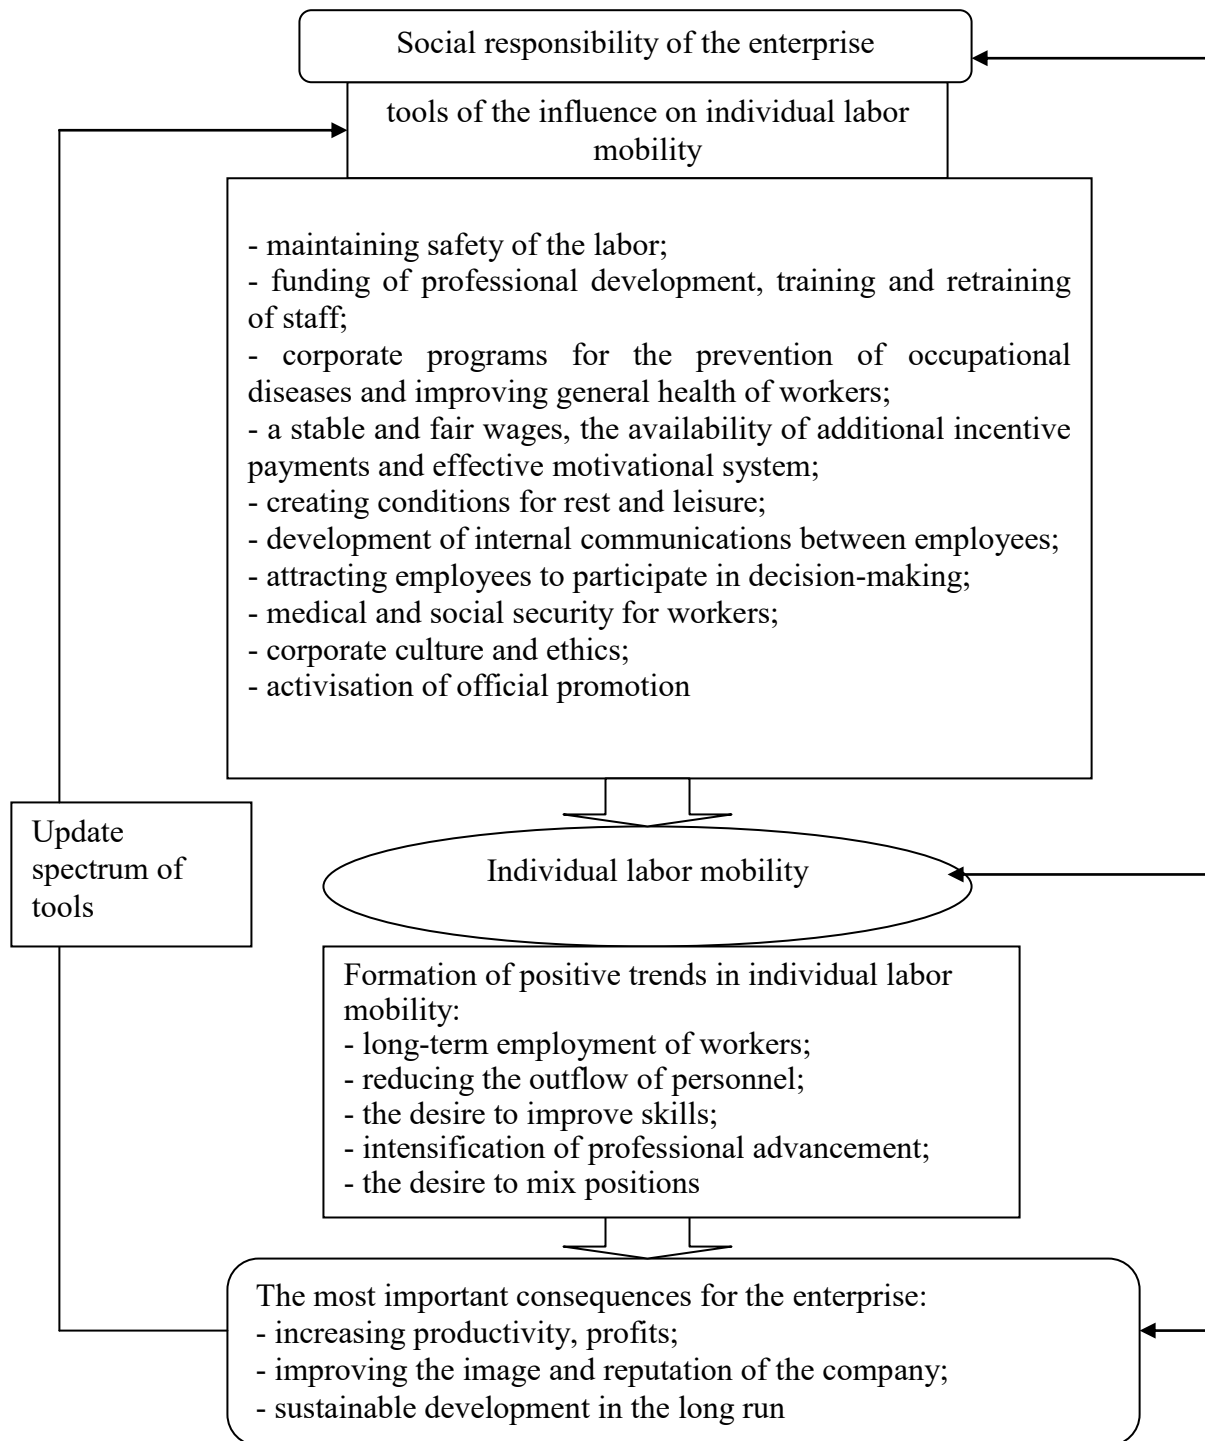 Social responsibility of the enterprise
tools of the influence on individual labor
mobility
- maintaining safety of the labor;
- funding of professional development, training and retraining
of staff;
- corporate programs for the prevention of occupational
diseases and improving general health of workers;
- a stable and fair wages, the availability of additional incentive
payments and effective motivational system;
- creating conditions for rest and leisure;
- development of internal communications between employees;
- attracting employees to participate in decision-making;
- medical and social security for workers;
- corporate culture and ethics;
- activisation of official promotion
Update
spectrum of
tools
Individual labor mobility
Formation of positive trends in individual labor
mobility:
- long-term employment of workers;
- reducing the outflow of personnel;
- the desire to improve skills;
- intensification of professional advancement;
- the desire to mix positions
The most important consequences for the enterprise:
- increasing productivity, profits;
- improving the image and reputation of the company;
- sustainable development in the long run